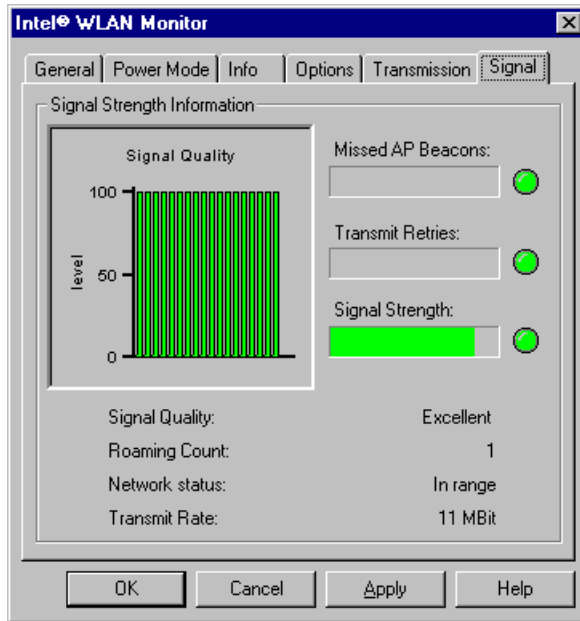 Intel® WLAN Monitor
General Power Mode Info Options Transmission Signal
Signal Strength Information
Signal Quality
100
50
0
level
Missed AP Beacons:
Transmit Retries:
Signal Strength:
Signal Quality: Excellent
Roaming Count: 1
Network status: In range
Transmit Rate: 11 MBit
OK Cancel Apply Help